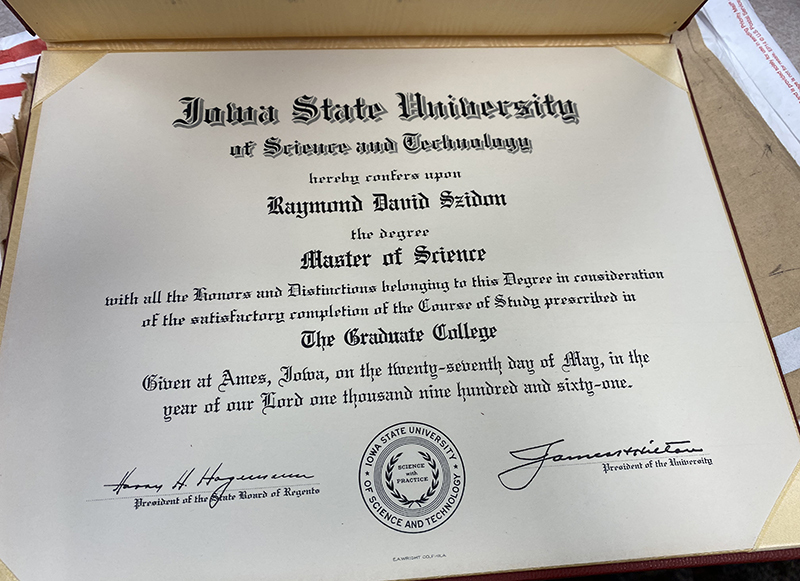 Iowa State University
of Science and Technology
hereby confers upon
Raymond David Szidon
the degree
Master of Science
with all the Honors and Distinctions belonging to this Degree in consideration
of the satisfactory completion of the Course of Study prescribed in
The Graduate College
Given at Ames, Iowa, on the twenty-seventh day of May, in the
year of our Lord one thousand nine hundred and sixty-one.
Harry H. Hagemann
President of the State Board of Regents
IOWA STATE UNIVERSITY
OF SCIENCE AND TECHNOLOGY
SCIENCE
with
PRACTICE
James H Hilton
President of the University